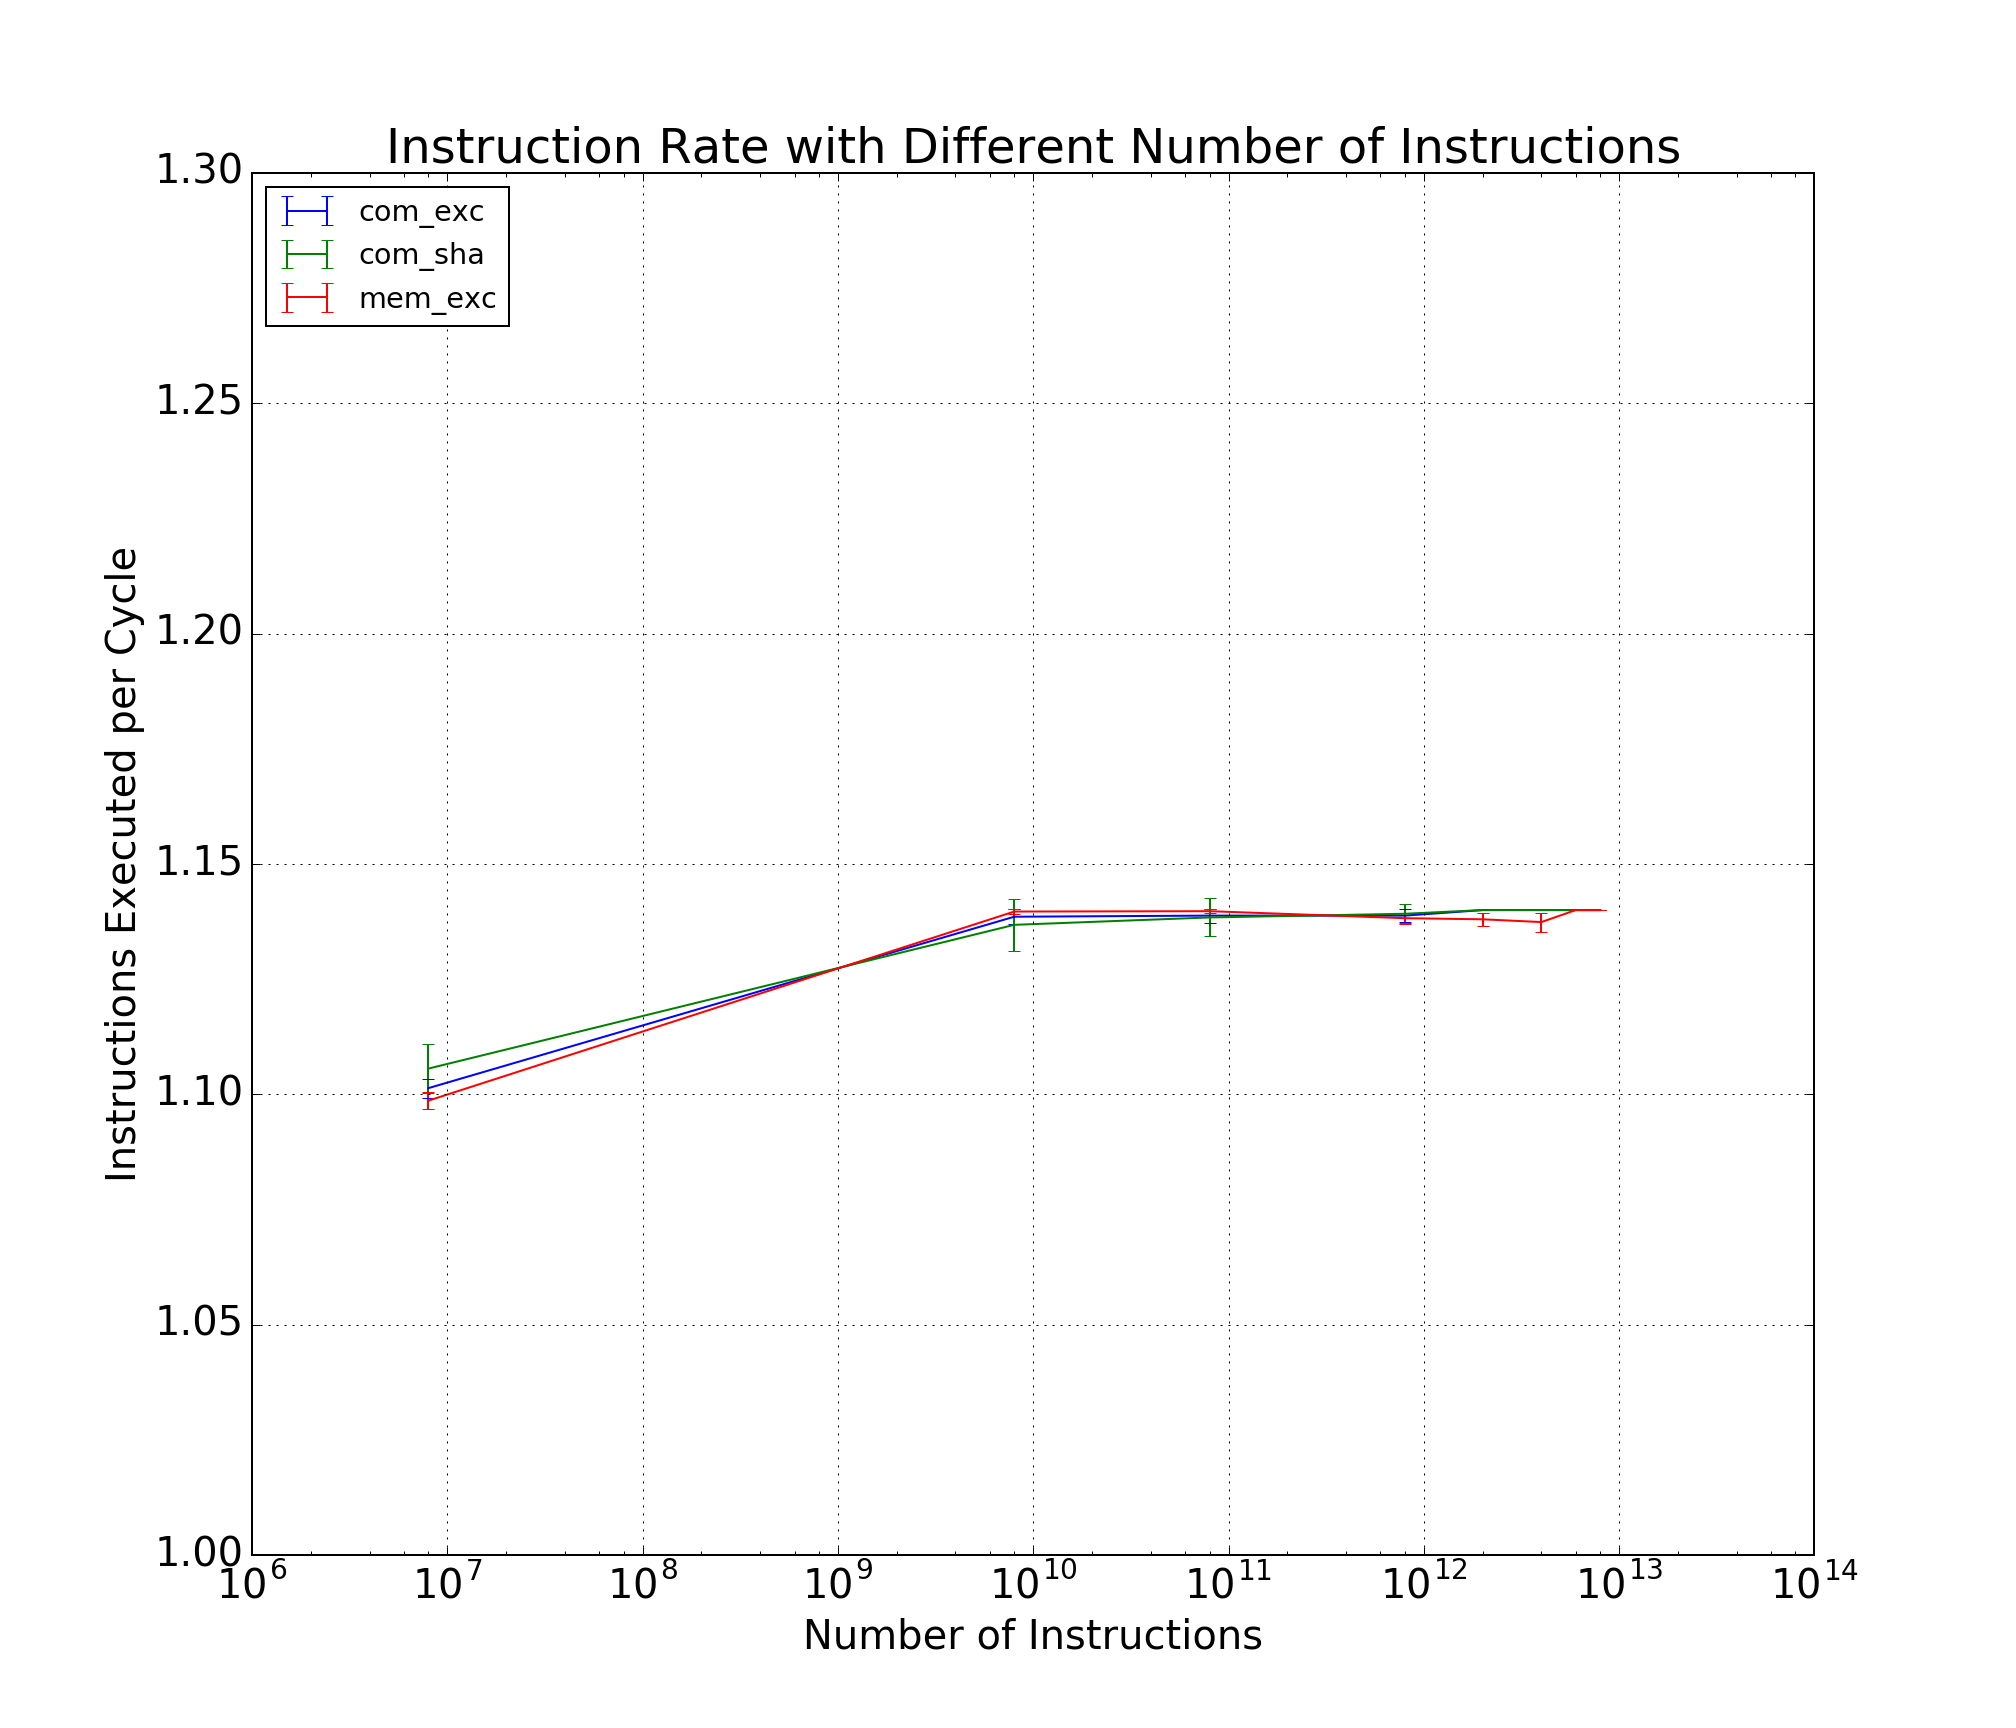 Instruction Rate with Different Number of Instructions
1.30
com_exc
com_sha
mem_exc
1.25
1.20
1.15
1.10
1.05
1.00
Instructions Executed per Cycle
10^6 10^7 10^8 10^9 10^10 10^11 10^12 10^13 10^14
Number of Instructions